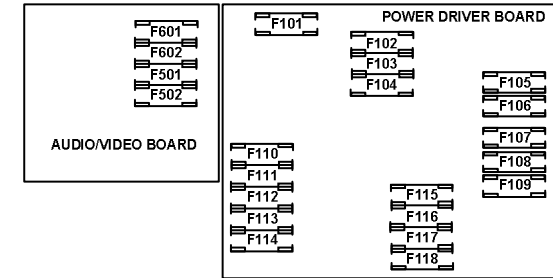 F601
F602
F501
F502
AUDIO/VIDEO BOARD
POWER DRIVER BOARD
F101
F102
F103
F104
F105
F106
F107
F108
F109
F110
F111
F112
F113
F114
F115
F116
F117
F118